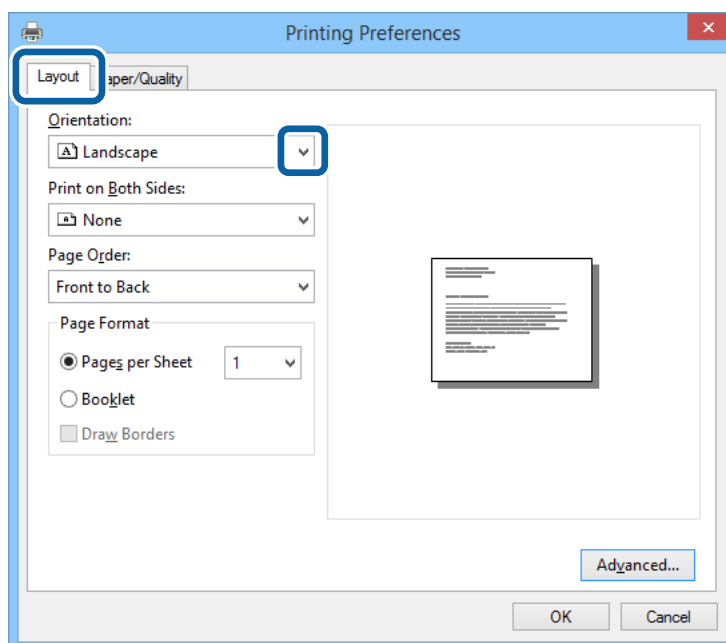 Printing Preferences
Layout
aper/Quality
Orientation:
A Landscape
Print on Both Sides:
None
Page Order:
Front to Back
Page Format
Pages per Sheet 1
Booklet
Draw Borders
Advanced...
OK Cancel